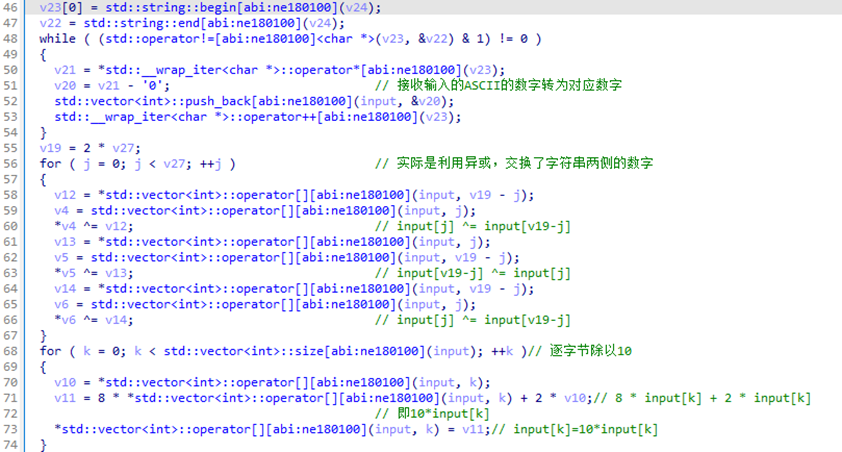 46 v23[0] = std::string::begin[abi:ne180100](v24);
47 v22 = std::string::end[abi:ne180100](v24);
48 while ( (std::operator!=[abi:ne180100]<char *>(v23, &v22) & 1) != 0 )
49 {
50 v21 = *std::__wrap_iter<char *>::operator*[abi:ne180100](v23);
51 v20 = v21 - '0'; // 接收输入的ASCII的数字转为对应数字
52 std::vector<int>::push_back[abi:ne180100](input, &v20);
53 std::__wrap_iter<char *>::operator++[abi:ne180100](v23);
54 }
55 v19 = 2 * v27;
56 for ( j = 0; j < v27; ++j ) // 实际是利用异或，交换了字符串两侧的数字
57 {
58 v12 = *std::vector<int>::operator[][abi:ne180100](input, v19 - j);
59 v4 = std::vector<int>::operator[][abi:ne180100](input, j);
60 *v4 ^= v12; // input[j] ^= input[v19-j]
61 v13 = *std::vector<int>::operator[][abi:ne180100](input, j);
62 v5 = std::vector<int>::operator[][abi:ne180100](input, v19 - j);
63 *v5 ^= v13; // input[v19-j] ^= input[j]
64 v14 = *std::vector<int>::operator[][abi:ne180100](input, v19 - j);
65 v6 = std::vector<int>::operator[][abi:ne180100](input, j);
66 *v6 ^= v14; // input[j] ^= input[v19-j]
67 }
68 for ( k = 0; k < std::vector<int>::size[abi:ne180100](input); ++k )// 逐字节除以10
69 {
70 v10 = *std::vector<int>::operator[][abi:ne180100](input, k);
71 v11 = 8 * *std::vector<int>::operator[][abi:ne180100](input, k) + 2 * v10;// 8 * input[k] + 2 * input[k]
72 // 即10*input[k]
73 *std::vector<int>::operator[][abi:ne180100](input, k) = v11;// input[k]=10*input[k]
74 }